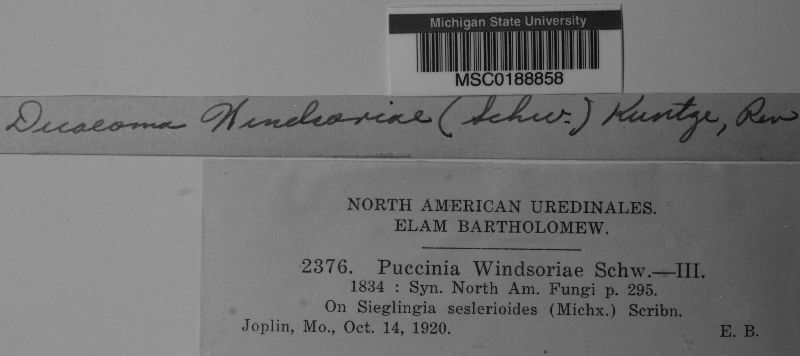 Michigan State University
MSC0188858
Dicaeoma Windsoriae (Schw.) Kuntze, Rev
NORTH AMERICAN UREDINALES.
ELAM BARTHOLOMEW.
2376. Puccinia Windsoriae Schw.—III.
1834 : Syn. North Am. Fungi p. 295.
On Sieglingia seslerioides (Michx.) Scribn.
Joplin, Mo., Oct. 14, 1920. E. B.